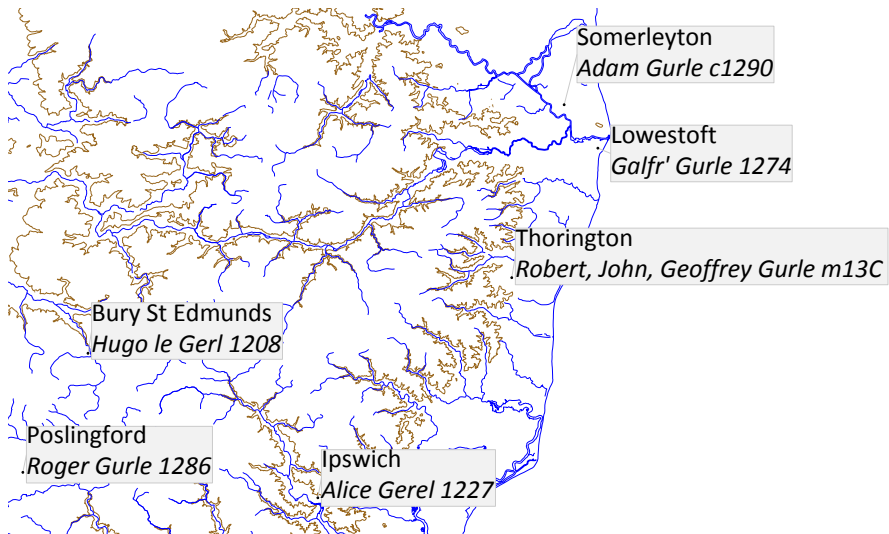 Somerleyton
Adam Gurle c1290
Lowestoft
Galfr' Gurle 1274
Thorington
Robert, John, Geoffrey Gurle m13C
Bury St Edmunds
Hugo le Gerl 1208
Poslingford
Roger Gurle 1286
Ipswich
Alice Gerel 1227